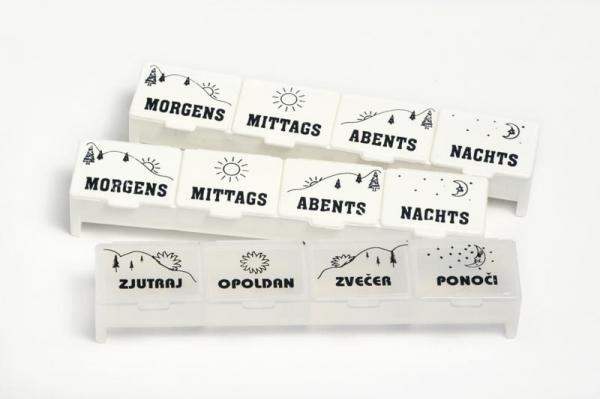 MORGENS MITTAGS ABENTS NACHTS
MORGENS MITTAGS ABENTS NACHTS
ZJUTRAJ OPOLDAN ZVEČER PONOČI